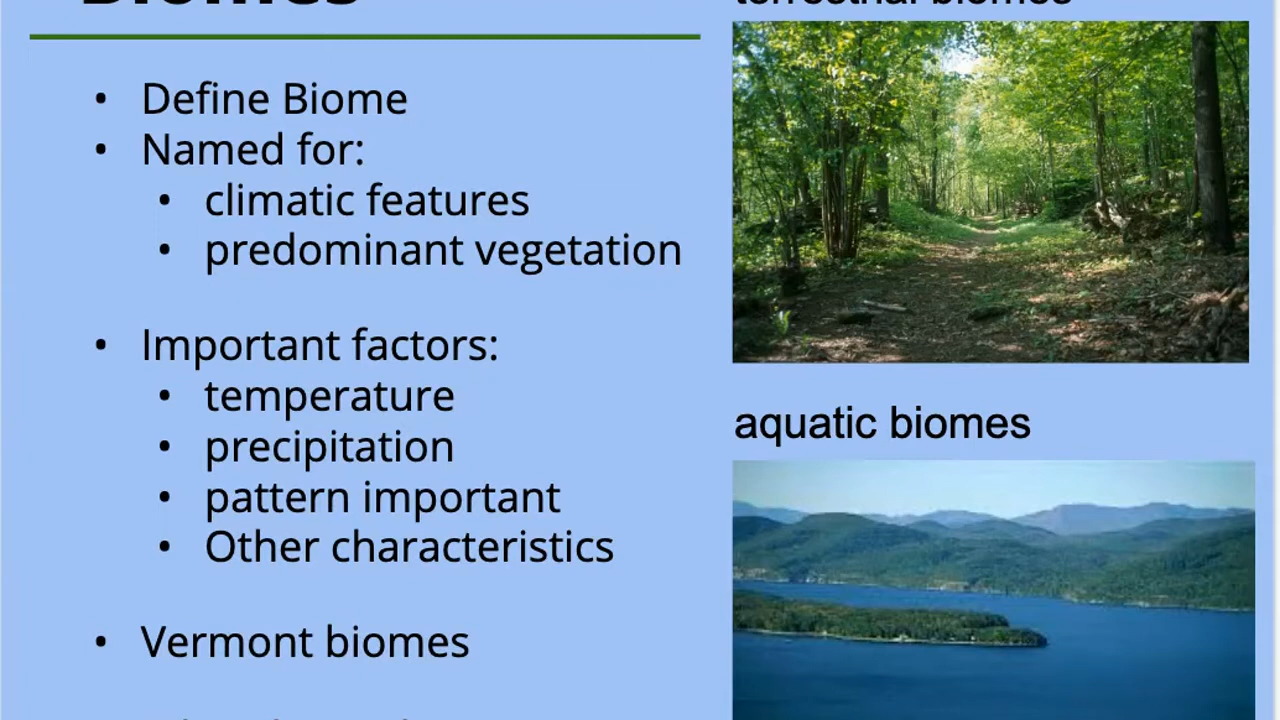 Biomes
• Define Biome
• Named for:
• climatic features
• predominant vegetation
• Important factors:
• temperature
• precipitation
• pattern important
• Other characteristics
• Vermont biomes
terrestrial biomes
aquatic biomes